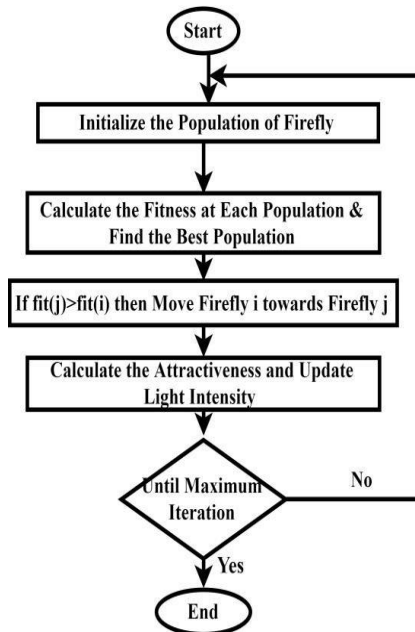 Start
Initialize the Population of Firefly
Calculate the Fitness at Each Population &
Find the Best Population
If fit(j)>fit(i) then Move Firefly i towards Firefly j
Calculate the Attractiveness and Update
Light Intensity
Until Maximum
Iteration
No
Yes
End